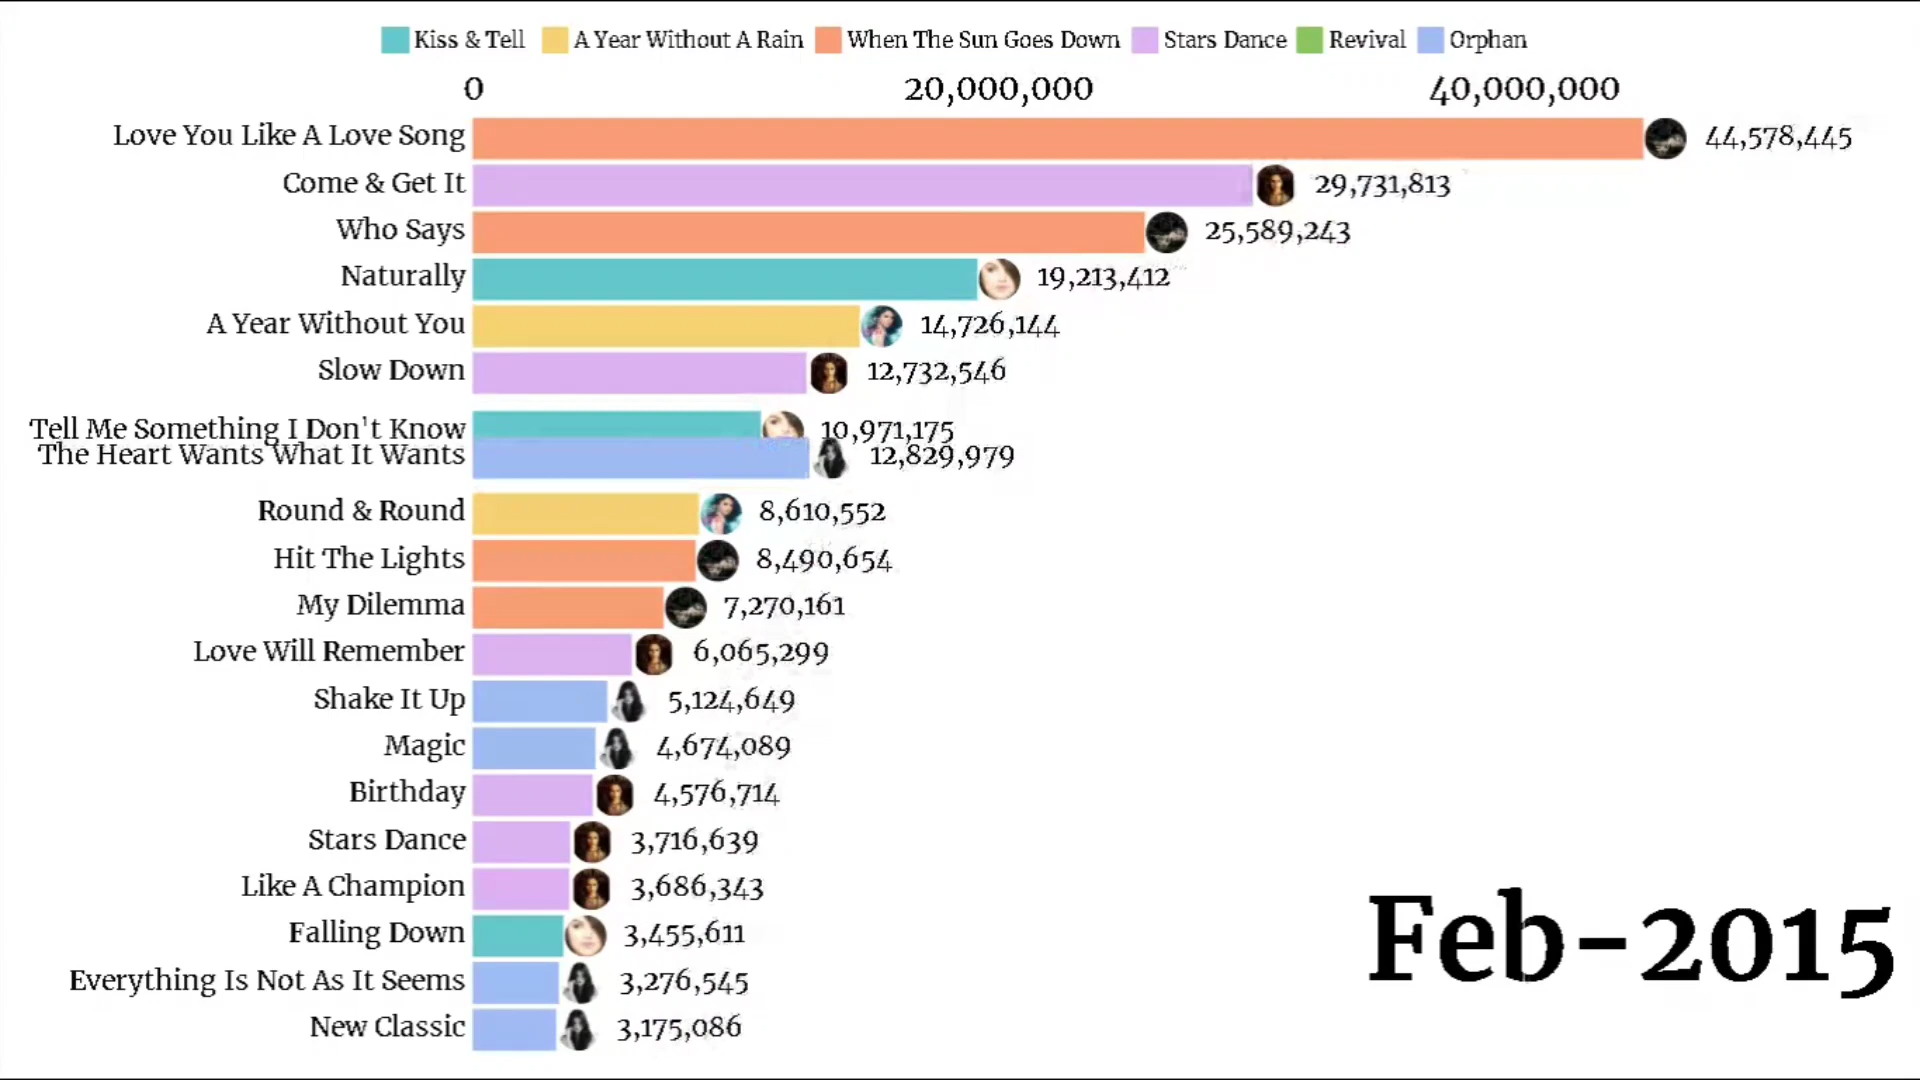 Kiss & Tell A Year Without A Rain When The Sun Goes Down Stars Dance Revival Orphan
0 20,000,000 40,000,000
Love You Like A Love Song 44,578,445
Come & Get It 29,731,813
Who Says 25,589,243
Naturally 19,213,412
A Year Without You 14,726,144
Slow Down 12,732,546
Tell Me Something I Don't Know 10,971,175
The Heart Wants What It Wants 12,829,979
Round & Round 8,610,552
Hit The Lights 8,490,654
My Dilemma 7,270,161
Love Will Remember 6,065,299
Shake It Up 5,124,649
Magic 4,674,089
Birthday 4,576,714
Stars Dance 3,716,639
Like A Champion 3,686,343
Falling Down 3,455,611
Everything Is Not As It Seems 3,276,545
New Classic 3,175,086
Feb-2015